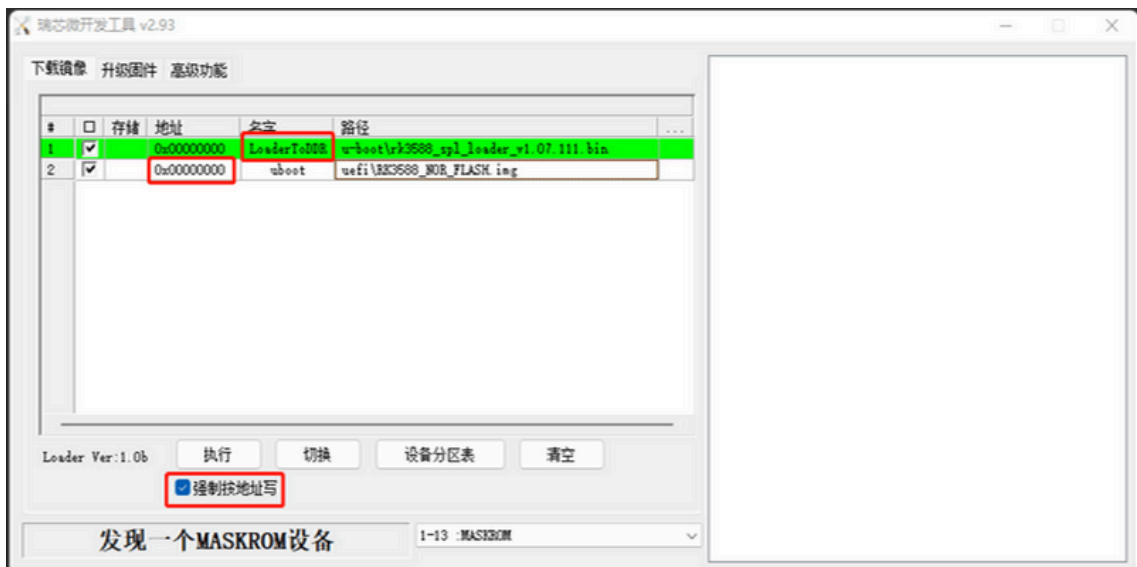 瑞芯微开发工具 v2.93
下载镜像 升级固件 高级功能
# 存储 地址 名字 路径 ...
1 0x00000000 LoaderToDDR u-boot\rk3588_spl_loader_v1.07.111.bin
2 0x00000000 uboot uefi\RK3588_NOR_FLASH.img
Loader Ver:1.0b 执行 切换 设备分区表 清空
强制按地址写
发现一个MASKROM设备 1-13 :MASKROM